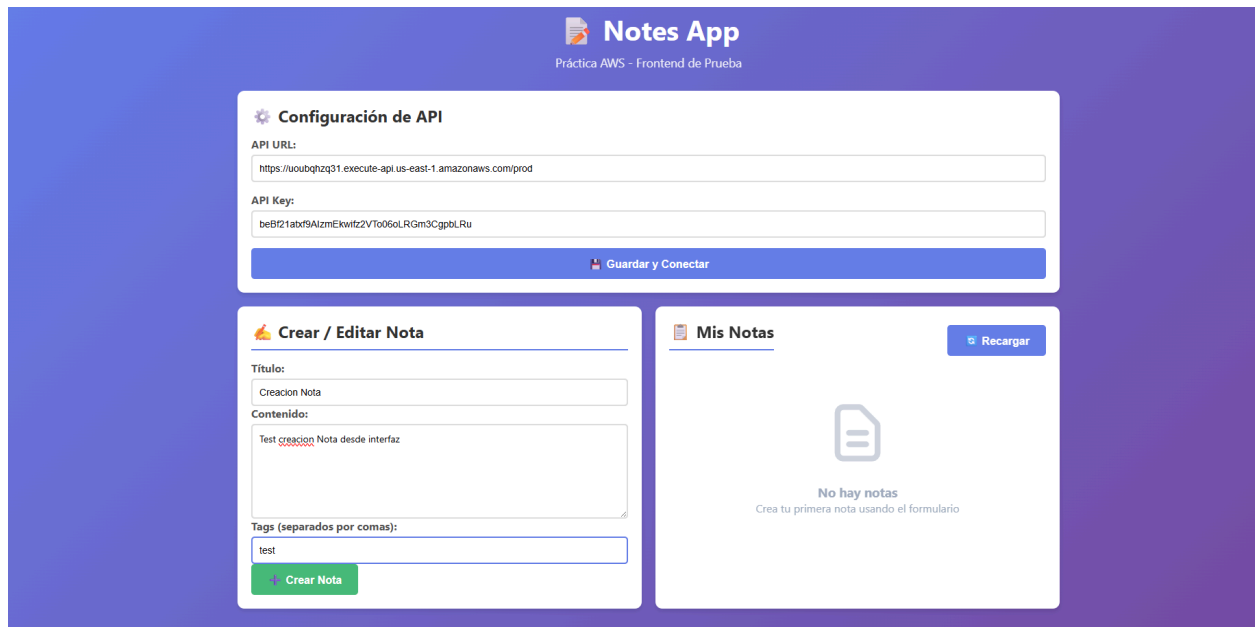 Notes App
Práctica AWS - Frontend de Prueba
Configuración de API
API URL:
https://uoubqhzq31.execute-api.us-east-1.amazonaws.com/prod
API Key:
beBf21atxf9AIzmEkwifz2VTo06oLRGm3CgpbLRu
Guardar y Conectar
Crear / Editar Nota
Título:
Creacion Nota
Contenido:
Test creacion Nota desde interfaz
Tags (separados por comas):
test
Crear Nota
Mis Notas
Recargar
No hay notas
Crea tu primera nota usando el formulario